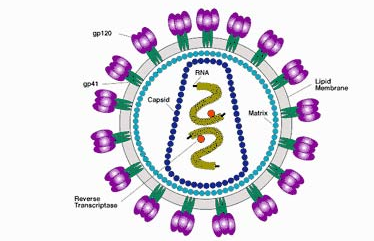 gp120
gp41
RNA
Capsid
Lipid
Membrane
Matrix
Reverse
Transcriptase